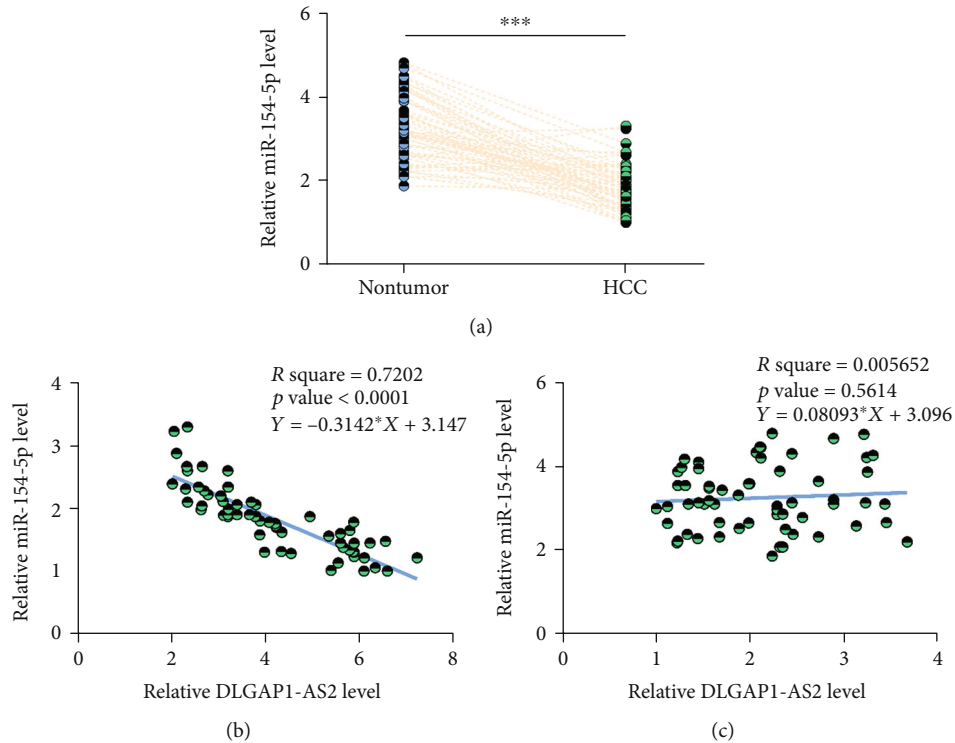 6
4
2
0
Relative miR-154-5p level
***
Nontumor
HCC
(a)
4
3
2
1
0
Relative miR-154-5p level
R square = 0.7202
p value < 0.0001
Y = –0.3142*X + 3.147
0
2
4
6
8
Relative DLGAP1-AS2 level
(b)
6
4
2
0
Relative miR-154-5p level
R square = 0.005652
p value = 0.5614
Y = 0.08093*X + 3.096
0
1
2
3
4
Relative DLGAP1-AS2 level
(c)